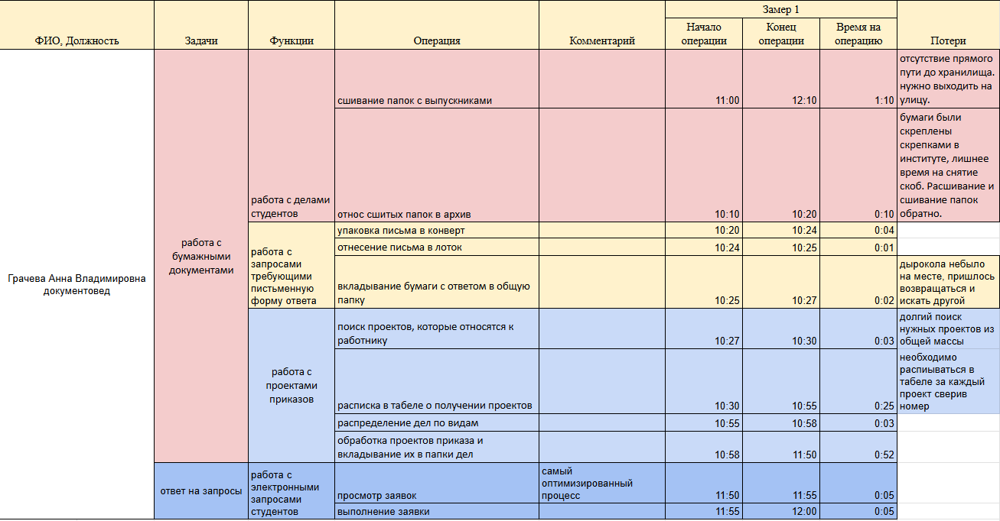 Замер 1
ФИО, Должность
Задачи
Функции
Операция
Комментарий
Начало
операции
Конец
операции
Время на
операцию
Потери
Грачева Анна Владимировна
документовед
работа с
бумажными
документами
работа с делами
студентов
сшивание папок с выпускниками
11:00
12:10
1:10
отсутствие прямого
пути до хранилища.
нужно выходить на
улицу.
относ сшитых папок в архив
10:10
10:20
0:10
бумаги были
скреплены
скрепками в
институте, лишнее
время на снятие
скоб. Расшивание и
сшивание папок
обратно.
работа с
запросами
требующими
пистьменную
форму ответа
упаковка письма в конверт
10:20
10:24
0:04
отнесение письма в лоток
10:24
10:25
0:01
вкладывание бумаги с ответом в общую
папку
10:25
10:27
0:02
дырокола небыло
на месте, пришлось
возвращаться и
искать другой
работа с
проектами
приказов
поиск проектов, которые относятся к
работнику
10:27
10:30
0:03
долгий поиск
нужных проектов из
общей массы
расписка в табеле о получении проектов
10:30
10:55
0:25
необходимо
распиываться в
табеле за каждый
проект сверив
номер
распределение дел по видам
10:55
10:58
0:03
обработка проектов приказа и
вкладывание их в папки дел
10:58
11:50
0:52
ответ на запросы
работа с
электронными
запросами
студентов
просмотр заявок
самый
оптимизированный
процесс
11:50
11:55
0:05
выполнение заявки
11:55
12:00
0:05